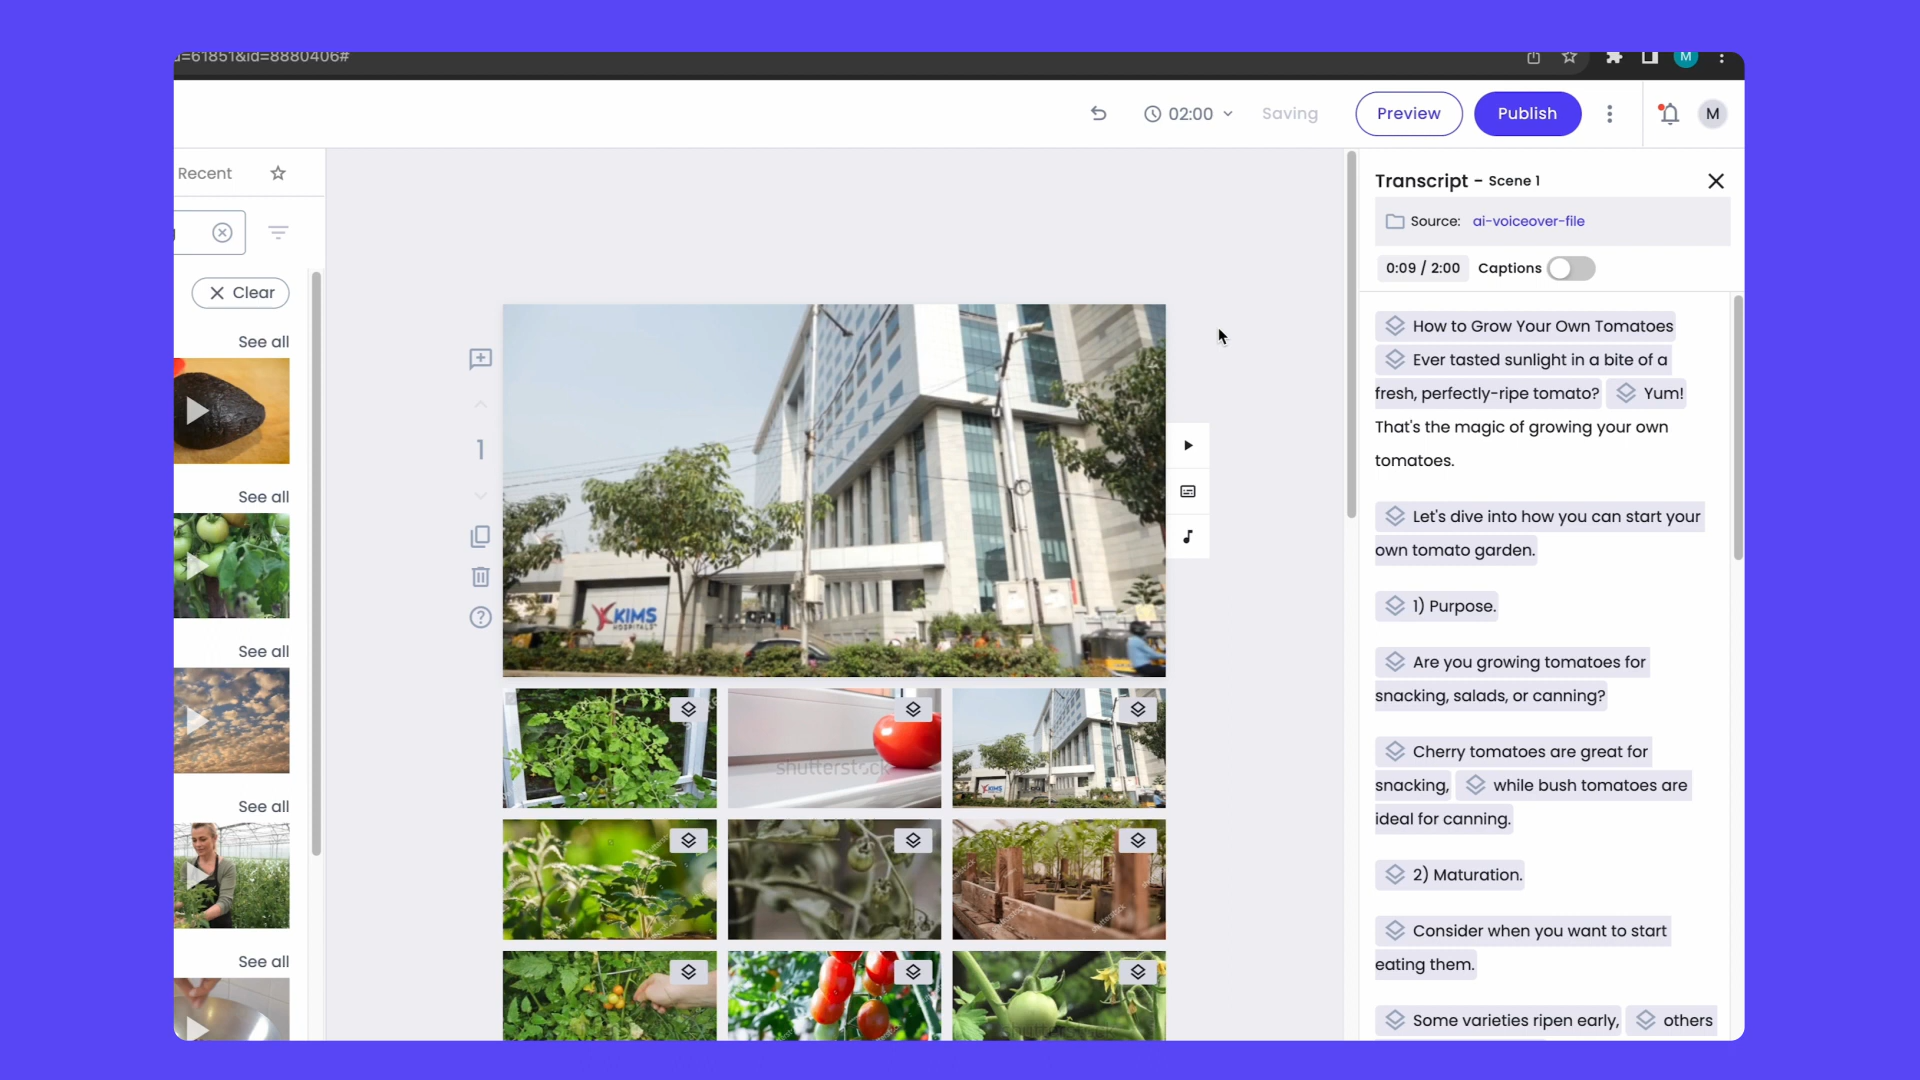 d=61851&id=8880406#
M
02:00
Saving
Preview
Publish
M
Recent
Clear
See all
See all
See all
See all
See all
1
KIMS
HOSPITALS
shutterstock
KIMS
Transcript - Scene 1
Source: ai-voiceover-file
0:09 / 2:00
Captions
How to Grow Your Own Tomatoes
Ever tasted sunlight in a bite of a
fresh, perfectly-ripe tomato? Yum!
That's the magic of growing your own
tomatoes.
Let's dive into how you can start your
own tomato garden.
1) Purpose.
Are you growing tomatoes for
snacking, salads, or canning?
Cherry tomatoes are great for
snacking, while bush tomatoes are
ideal for canning.
2) Maturation.
Consider when you want to start
eating them.
Some varieties ripen early, others